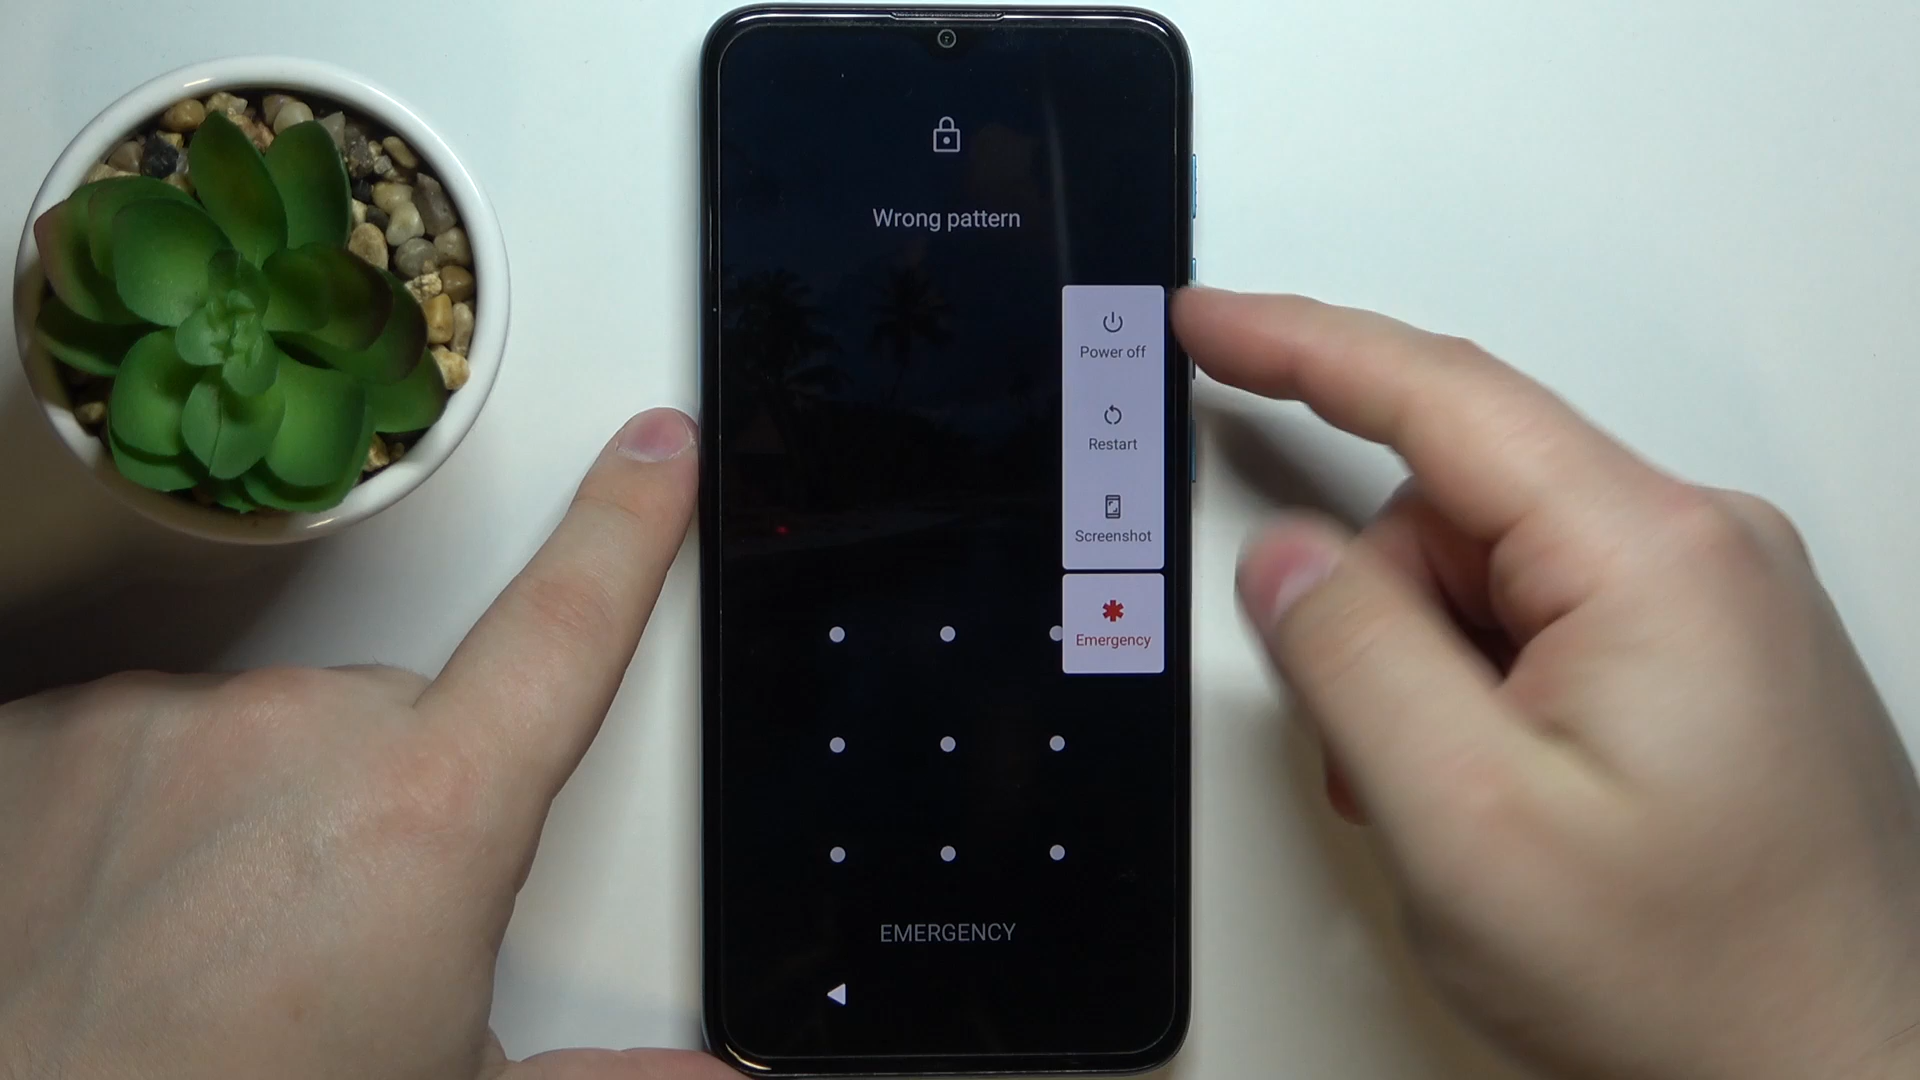 Wrong pattern
Power off
Restart
Screenshot
Emergency
EMERGENCY